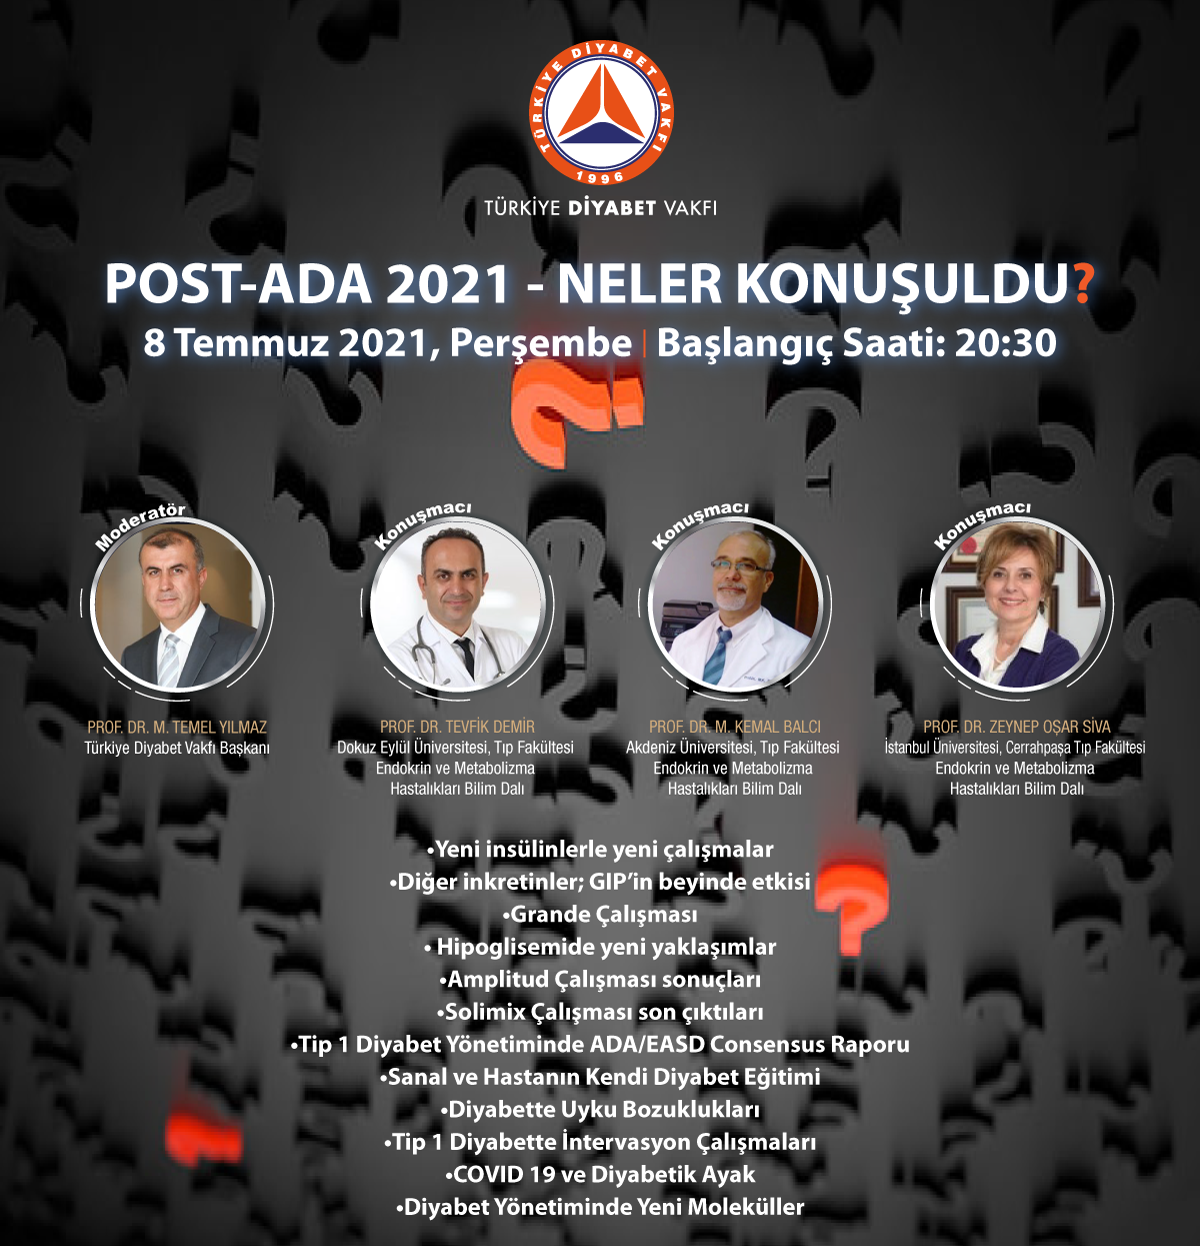 TÜRKİYE DİYABET VAKFI
1996
TÜRKİYE DİYABET VAKFI
POST-ADA 2021 - NELER KONUŞULDU?
8 Temmuz 2021, Perşembe | Başlangıç Saati: 20:30
Moderatör
PROF. DR. M. TEMEL YILMAZ
Türkiye Diyabet Vakfı Başkanı
Konuşmacı
PROF. DR. TEVFİK DEMİR
Dokuz Eylül Üniversitesi, Tıp Fakültesi
Endokrin ve Metabolizma
Hastalıkları Bilim Dalı
Konuşmacı
PROF. DR. M. KEMAL BALCI
Akdeniz Üniversitesi, Tıp Fakültesi
Endokrin ve Metabolizma
Hastalıkları Bilim Dalı
Konuşmacı
PROF. DR. ZEYNEP OŞAR SİVA
İstanbul Üniversitesi, Cerrahpaşa Tıp Fakültesi
Endokrin ve Metabolizma
Hastalıkları Bilim Dalı
•Yeni insülinlerle yeni çalışmalar
•Diğer inkretinler; GIP’in beyinde etkisi
•Grande Çalışması
• Hipoglisemide yeni yaklaşımlar
•Amplitud Çalışması sonuçları
•Solimix Çalışması son çıktıları
•Tip 1 Diyabet Yönetiminde ADA/EASD Consensus Raporu
•Sanal ve Hastanın Kendi Diyabet Eğitimi
•Diyabette Uyku Bozuklukları
•Tip 1 Diyabette İntervasyon Çalışmaları
•COVID 19 ve Diyabetik Ayak
•Diyabet Yönetiminde Yeni Moleküller